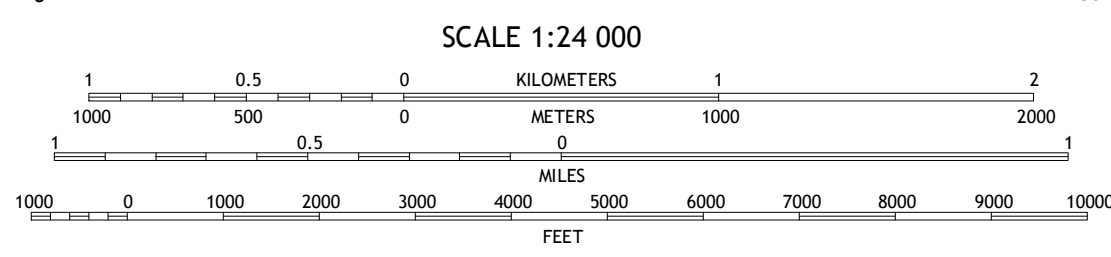 SCALE 1:24 000
1 0.5 0 KILOMETERS 1 2
1000 500 0 METERS 1000 2000
1 0.5 0 1
MILES
1000 0 1000 2000 3000 4000 5000 6000 7000 8000 9000 10000
FEET